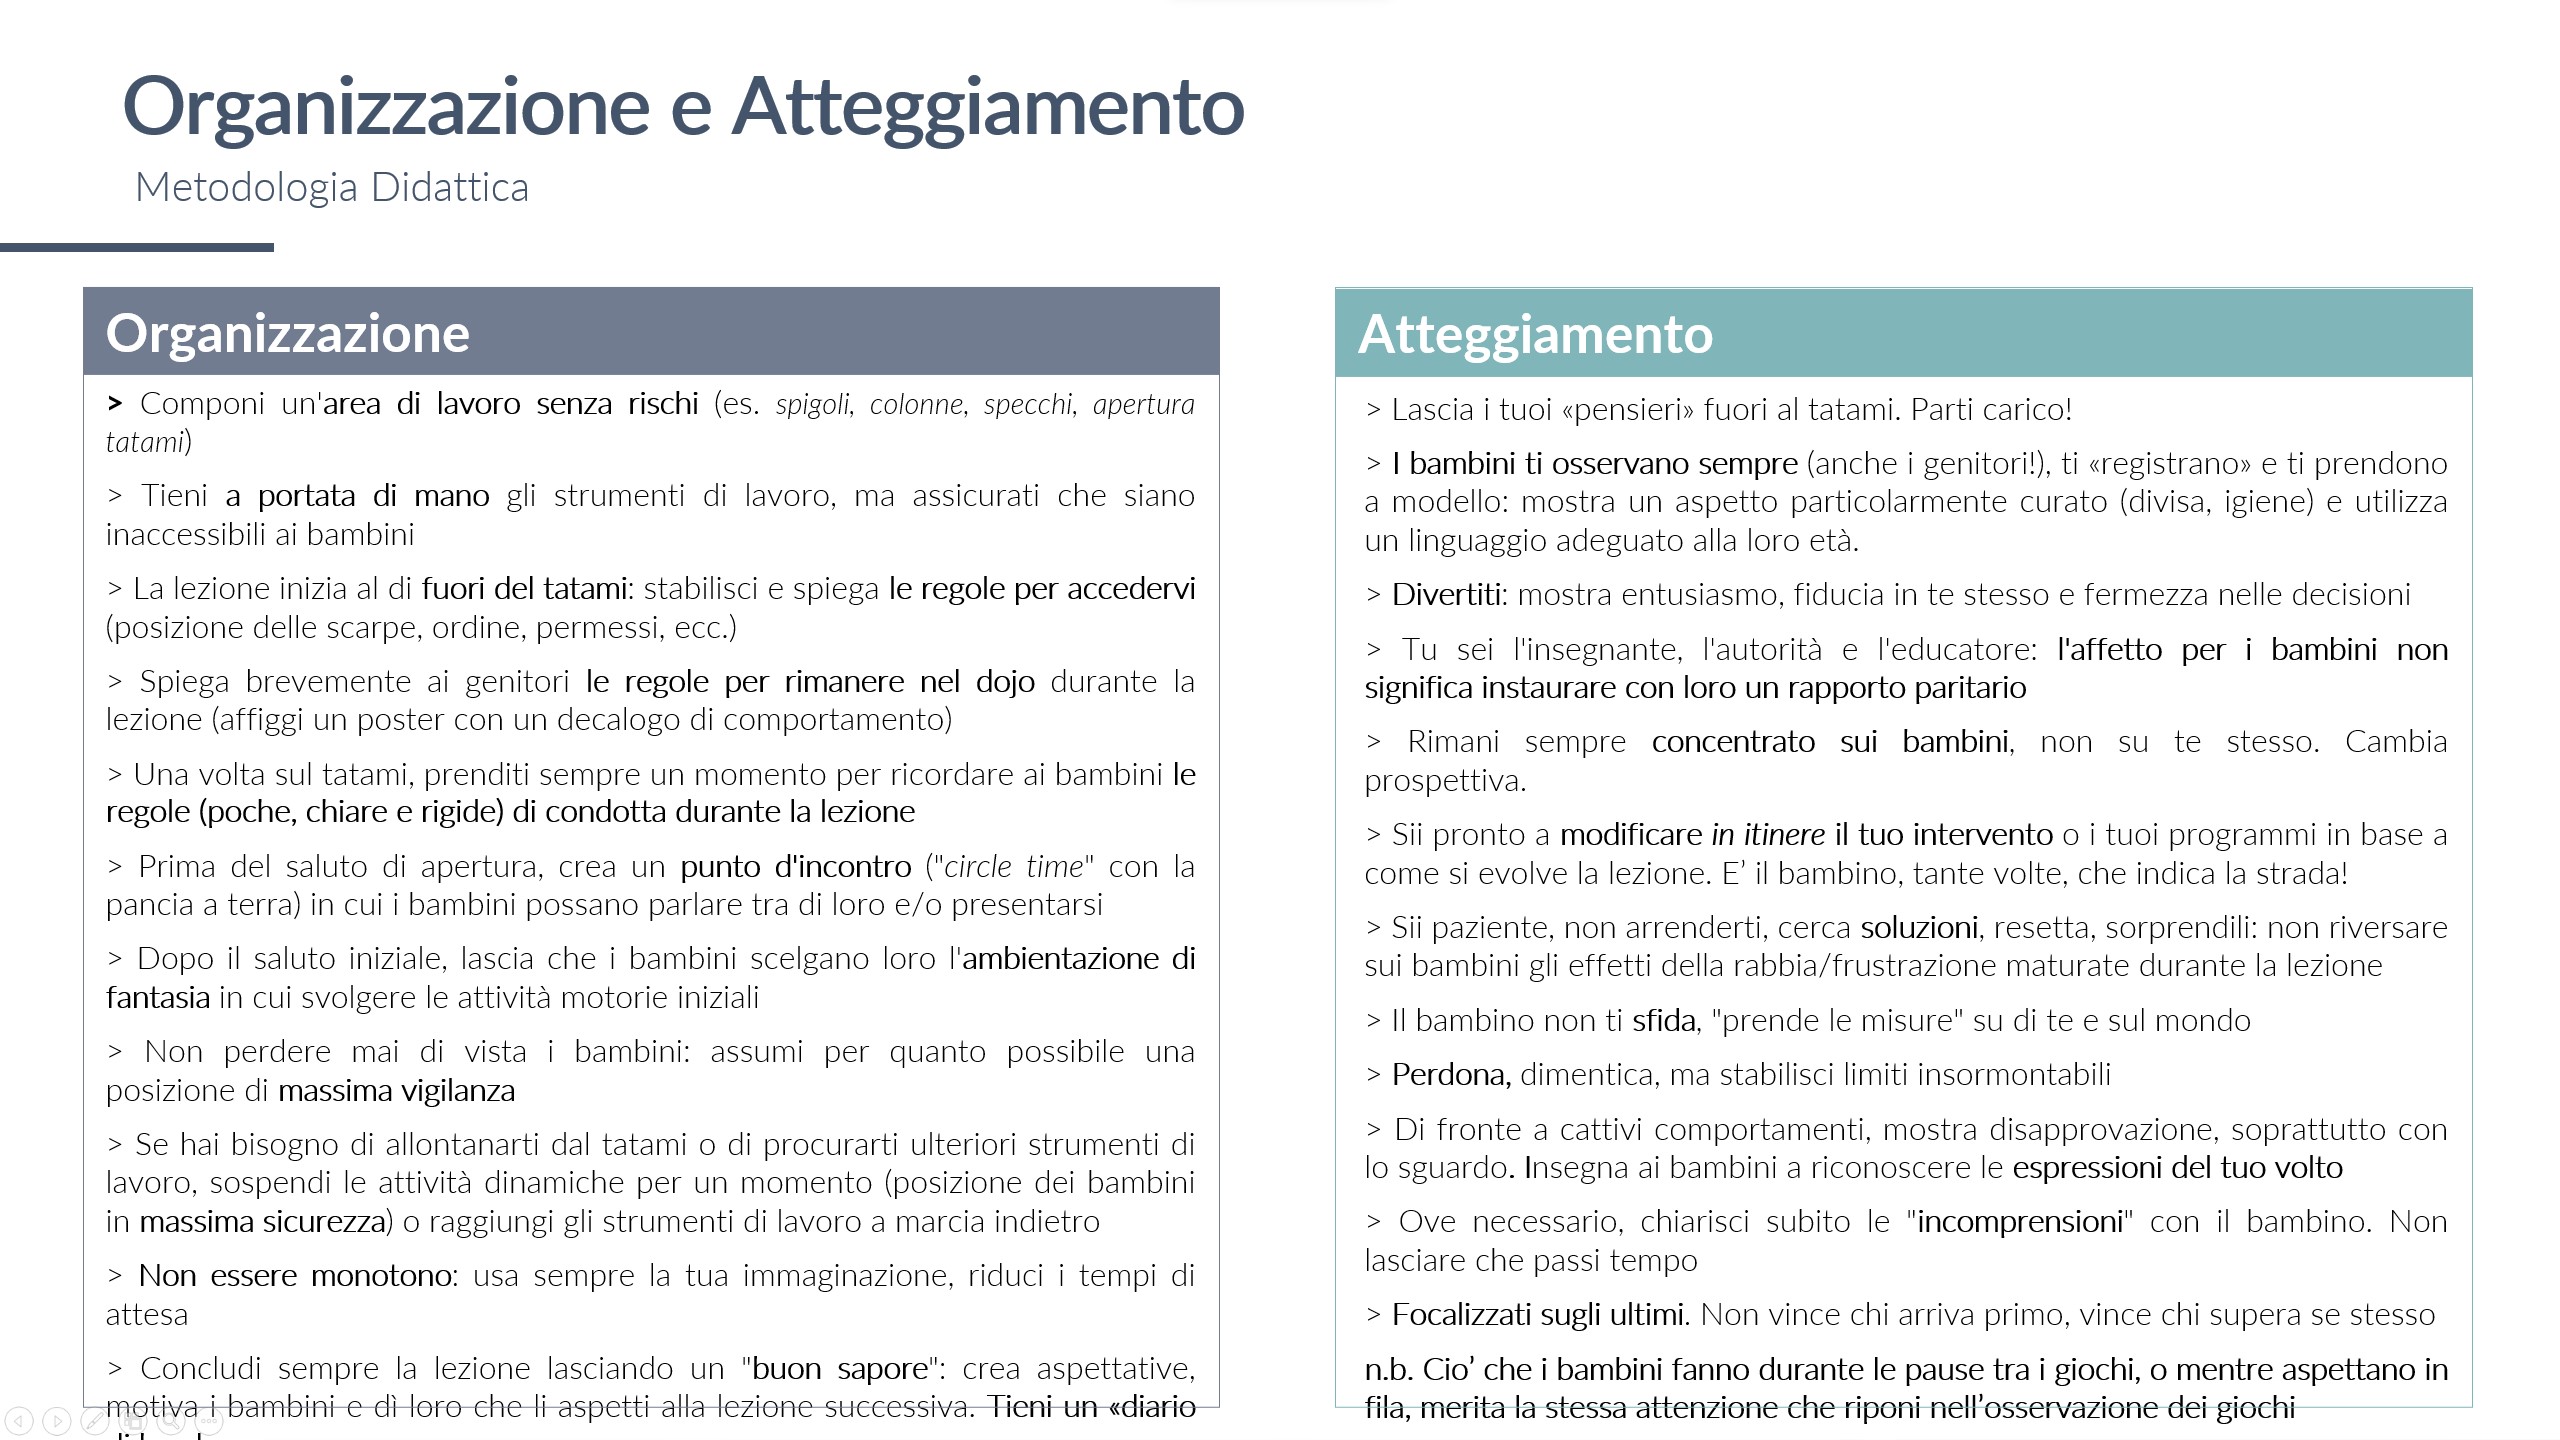 Organizzazione e Atteggiamento
Metodologia Didattica
Organizzazione
> Componi un'area di lavoro senza rischi (es. spigoli, colonne, specchi, apertura
tatami)
> Tieni a portata di mano gli strumenti di lavoro, ma assicurati che siano
inaccessibili ai bambini
> La lezione inizia al di fuori del tatami: stabilisci e spiega le regole per accedervi
(posizione delle scarpe, ordine, permessi, ecc.)
> Spiega brevemente ai genitori le regole per rimanere nel dojo durante la
lezione (affiggi un poster con un decalogo di comportamento)
> Una volta sul tatami, prenditi sempre un momento per ricordare ai bambini le
regole (poche, chiare e rigide) di condotta durante la lezione
> Prima del saluto di apertura, crea un punto d'incontro ("circle time" con la
pancia a terra) in cui i bambini possano parlare tra di loro e/o presentarsi
> Dopo il saluto iniziale, lascia che i bambini scelgano loro l'ambientazione di
fantasia in cui svolgere le attività motorie iniziali
> Non perdere mai di vista i bambini: assumi per quanto possibile una
posizione di massima vigilanza
> Se hai bisogno di allontanarti dal tatami o di procurarti ulteriori strumenti di
lavoro, sospendi le attività dinamiche per un momento (posizione dei bambini
in massima sicurezza) o raggiungi gli strumenti di lavoro a marcia indietro
> Non essere monotono: usa sempre la tua immaginazione, riduci i tempi di
attesa
> Concludi sempre la lezione lasciando un "buon sapore": crea aspettative,
motiva i bambini e dì loro che li aspetti alla lezione successiva. Tieni un «diario
Atteggiamento
> Lascia i tuoi «pensieri» fuori al tatami. Parti carico!
> I bambini ti osservano sempre (anche i genitori!), ti «registrano» e ti prendono
a modello: mostra un aspetto particolarmente curato (divisa, igiene) e utilizza
un linguaggio adeguato alla loro età.
> Divertiti: mostra entusiasmo, fiducia in te stesso e fermezza nelle decisioni
> Tu sei l'insegnante, l'autorità e l'educatore: l'affetto per i bambini non
significa instaurare con loro un rapporto paritario
> Rimani sempre concentrato sui bambini, non su te stesso. Cambia
prospettiva.
> Sii pronto a modificare in itinere il tuo intervento o i tuoi programmi in base a
come si evolve la lezione. E’ il bambino, tante volte, che indica la strada!
> Sii paziente, non arrenderti, cerca soluzioni, resetta, sorprendili: non riversare
sui bambini gli effetti della rabbia/frustrazione maturate durante la lezione
> Il bambino non ti sfida, "prende le misure" su di te e sul mondo
> Perdona, dimentica, ma stabilisci limiti insormontabili
> Di fronte a cattivi comportamenti, mostra disapprovazione, soprattutto con
lo sguardo. Insegna ai bambini a riconoscere le espressioni del tuo volto
> Ove necessario, chiarisci subito le "incomprensioni" con il bambino. Non
lasciare che passi tempo
> Focalizzati sugli ultimi. Non vince chi arriva primo, vince chi supera se stesso
n.b. Cio’ che i bambini fanno durante le pause tra i giochi, o mentre aspettano in
fila, merita la stessa attenzione che riponi nell’osservazione dei giochi